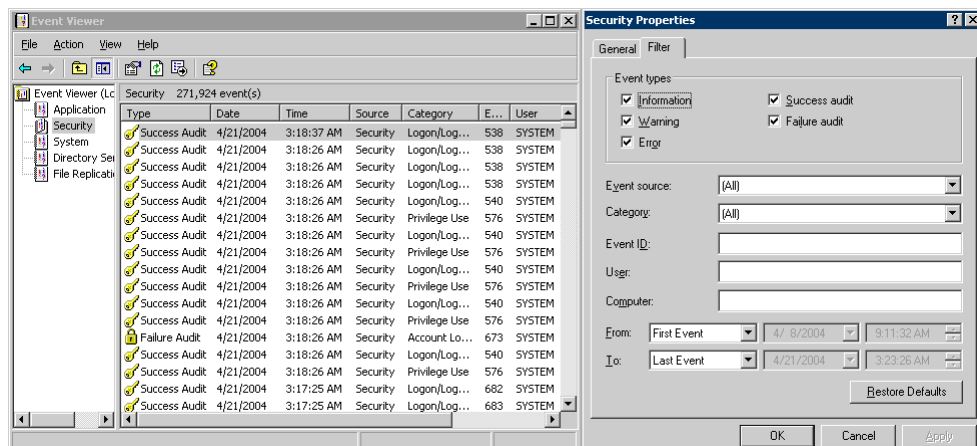 Event Viewer
File Action View Help
Event Viewer (Lc
Application
Security
System
Directory Ser
File Replicati
Security 271,924 event(s)
Type Date Time Source Category E... User
Success Audit 4/21/2004 3:18:37 AM Security Logon/Log... 538 SYSTEM
Success Audit 4/21/2004 3:18:26 AM Security Logon/Log... 538 SYSTEM
Success Audit 4/21/2004 3:18:26 AM Security Logon/Log... 538 SYSTEM
Success Audit 4/21/2004 3:18:26 AM Security Logon/Log... 538 SYSTEM
Success Audit 4/21/2004 3:18:26 AM Security Logon/Log... 540 SYSTEM
Success Audit 4/21/2004 3:18:26 AM Security Privilege Use 576 SYSTEM
Success Audit 4/21/2004 3:18:26 AM Security Logon/Log... 540 SYSTEM
Success Audit 4/21/2004 3:18:26 AM Security Privilege Use 576 SYSTEM
Success Audit 4/21/2004 3:18:26 AM Security Logon/Log... 540 SYSTEM
Success Audit 4/21/2004 3:18:26 AM Security Privilege Use 576 SYSTEM
Success Audit 4/21/2004 3:18:26 AM Security Logon/Log... 540 SYSTEM
Success Audit 4/21/2004 3:18:26 AM Security Privilege Use 576 SYSTEM
Failure Audit 4/21/2004 3:18:26 AM Security Account Lo... 673 SYSTEM
Success Audit 4/21/2004 3:18:26 AM Security Logon/Log... 540 SYSTEM
Success Audit 4/21/2004 3:18:26 AM Security Privilege Use 576 SYSTEM
Success Audit 4/21/2004 3:17:25 AM Security Logon/Log... 682 SYSTEM
Success Audit 4/21/2004 3:17:25 AM Security Logon/Log... 683 SYSTEM
Security Properties
General Filter
Event types
Information Success audit
Warning Failure audit
Error
Event source: (All)
Category: (All)
Event ID:
User:
Computer:
From: First Event 4/ 8/2004 9:11:32 AM
To: Last Event 4/21/2004 3:23:26 AM
Restore Defaults
OK Cancel Apply